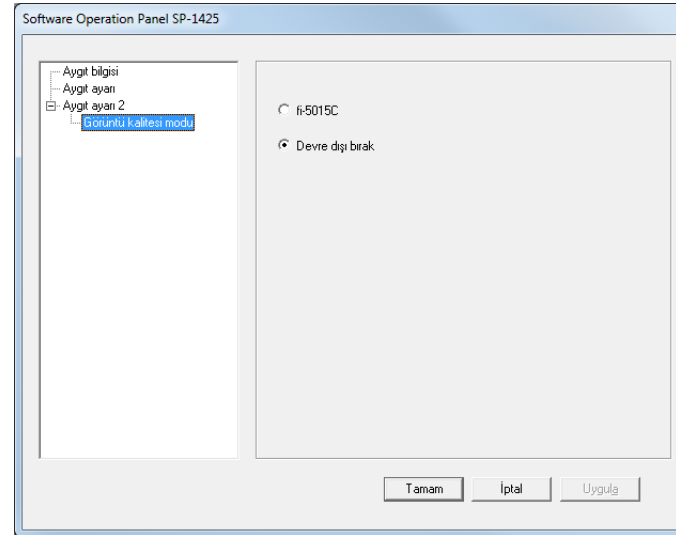 Software Operation Panel SP-1425
Aygıt bilgisi
Aygıt ayarı
Aygıt ayarı 2
Görüntü kalitesi modu
fi-5015C
Devre dışı bırak
Tamam
İptal
Uygula